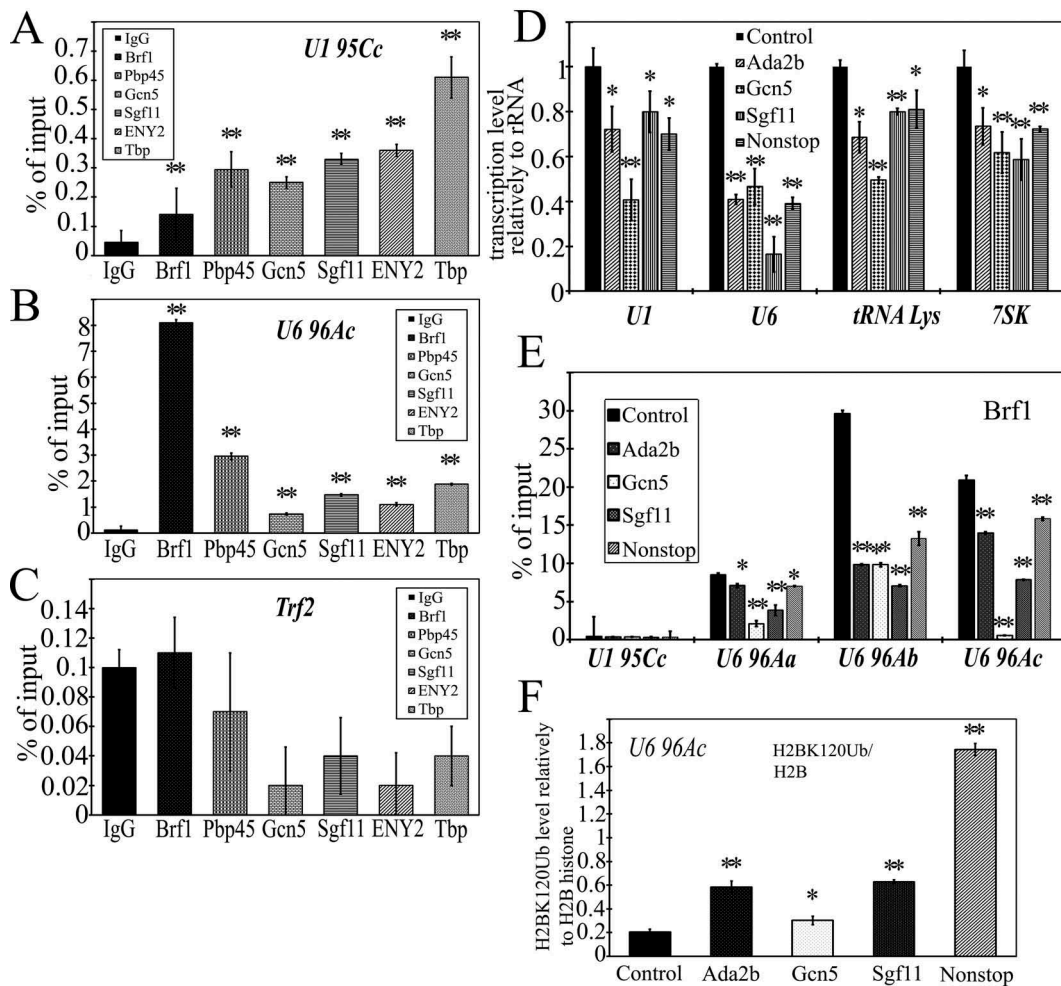 A
U1 95Cc
% of input
0.7
0.6
0.5
0.4
0.3
0.2
0.1
0
IgG
Brf1
Pbp45
Gcn5
Sgf11
ENY2
Tbp
**
**
**
**
**
**
IgG Brf1 Pbp45 Gcn5 Sgf11 ENY2 Tbp
B
U6 96Ac
% of input
8
7
6
5
4
3
2
1
0
IgG
Brf1
Pbp45
Gcn5
Sgf11
ENY2
Tbp
**
**
**
**
**
**
IgG Brf1 Pbp45 Gcn5 Sgf11 ENY2 Tbp
C
Trf2
% of input
0.14
0.12
0.1
0.08
0.06
0.04
0.02
0
IgG
Brf1
Pbp45
Gcn5
Sgf11
ENY2
Tbp
IgG Brf1 Pbp45 Gcn5 Sgf11 ENY2 Tbp
D
transcription level
relatively to rRNA
1
0.8
0.6
0.4
0.2
0
Control
Ada2b
Gcn5
Sgf11
Nonstop
* ** * *
** ** ** **
* ** ** *
* ** ** **
U1 U6 tRNA Lys 7SK
E
Brf1
% of input
30
25
20
15
10
5
0
Control
Ada2b
Gcn5
Sgf11
Nonstop
* ** ** *
** ** ** **
** ** ** **
U1 95Cc U6 96Aa U6 96Ab U6 96Ac
F
U6 96Ac
H2BK120Ub/
H2B
H2BK120Ub level relatively
to H2B histone
1.8
1.6
1.4
1.2
1
0.8
0.6
0.4
0.2
0
** * ** **
Control Ada2b Gcn5 Sgf11 Nonstop